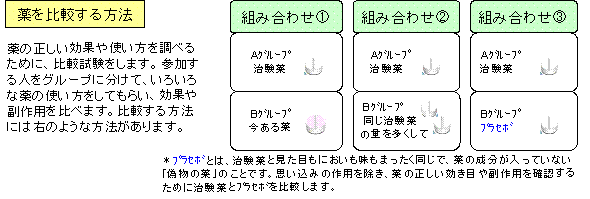 薬を比較する方法
薬の正しい効果や使い方を調べる
ために、比較試験をします。参加す
る人をグループに分けて、いろいろ
な薬の使い方をしてもらい、効果や
副作用を比べます。比較する方法
には右のような方法があります。
組み合わせ①
組み合わせ②
組み合わせ③
Aｸﾞﾙｰﾌﾟ
治験薬
Aｸﾞﾙｰﾌﾟ
治験薬
Aｸﾞﾙｰﾌﾟ
治験薬
Bｸﾞﾙｰﾌﾟ
今ある薬
Bｸﾞﾙｰﾌﾟ
同じ治験薬
の量を多くして
Bｸﾞﾙｰﾌﾟ
ﾌﾟﾗｾﾎﾞ
＊ﾌﾟﾗｾﾎﾞとは、治験薬と見た目もにおいも味もまったく同じで、薬の成分が入っていない
「偽物の薬」のことです。思い込みの作用を除き、薬の正しい効き目や副作用を確認する
ために治験薬とﾌﾟﾗｾﾎﾞを比較します。